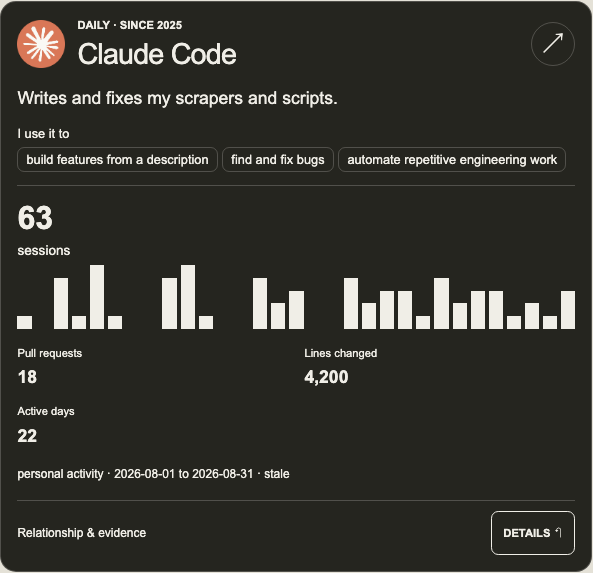 DAILY · SINCE 2025
Claude Code
Writes and fixes my scrapers and scripts.
I use it to
build features from a description
find and fix bugs
automate repetitive engineering work
63
sessions
Pull requests
Lines changed
18
4,200
Active days
22
personal activity · 2026-08-01 to 2026-08-31 · stale
Relationship & evidence
DETAILS